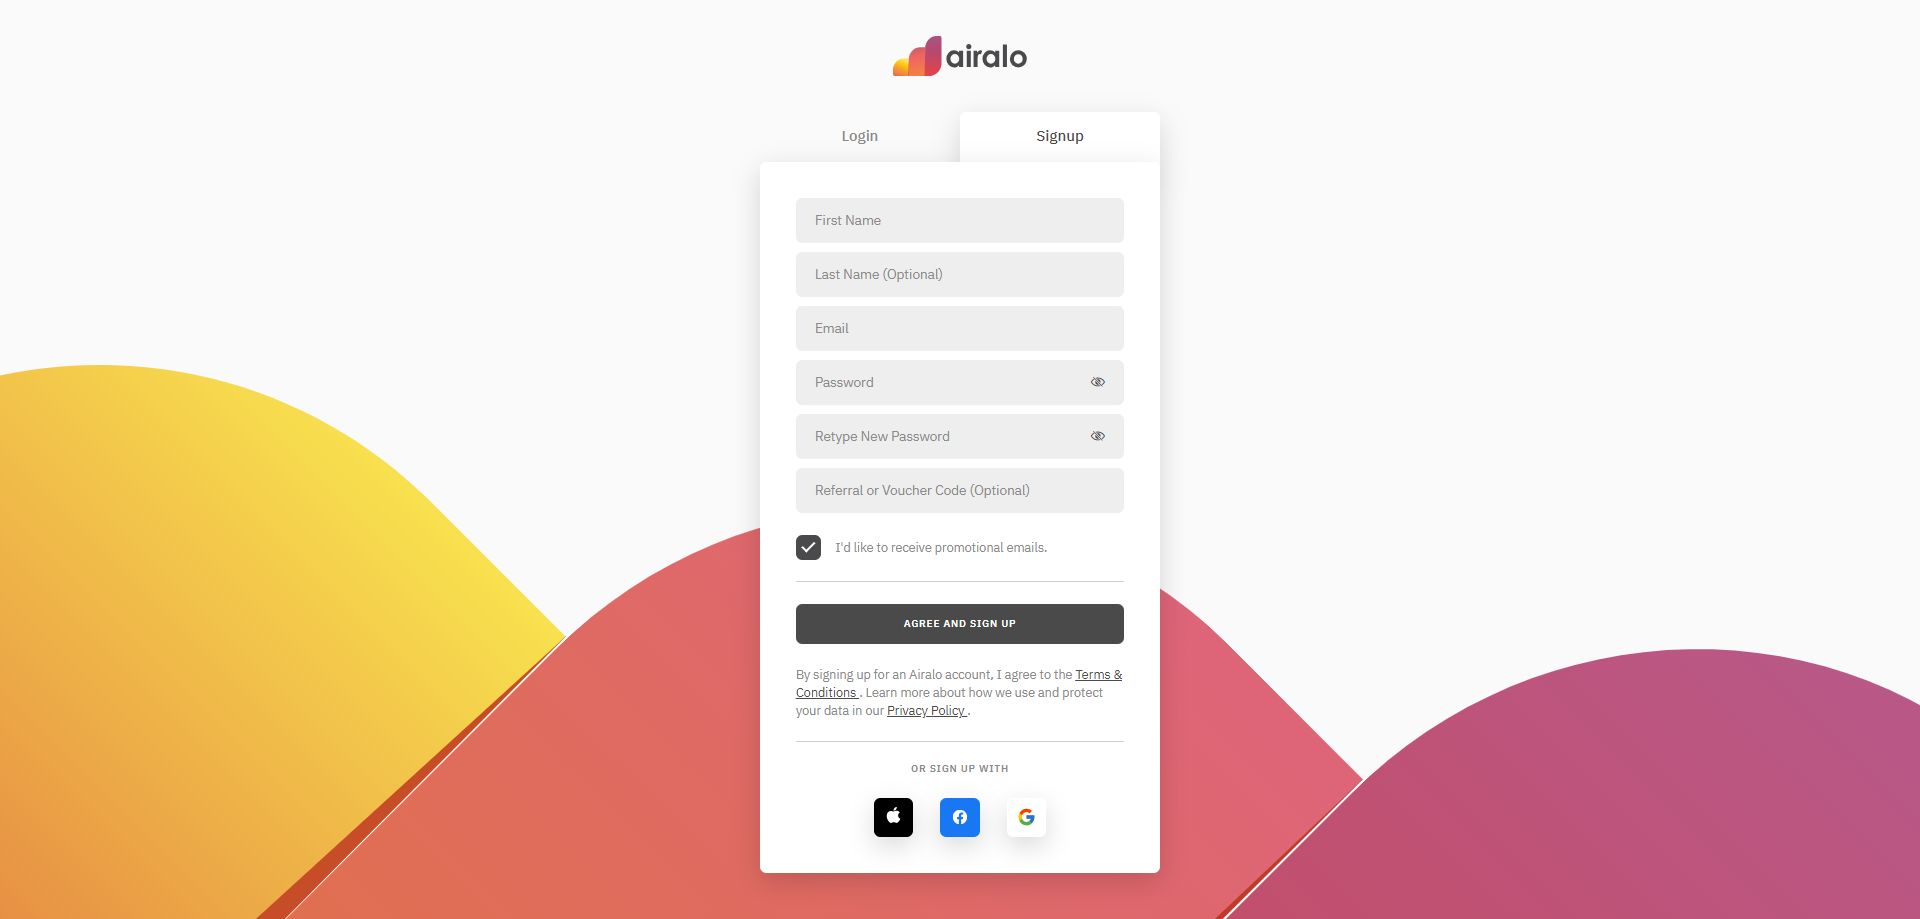 airalo
Login
Signup
First Name
Last Name (Optional)
Email
Password
Retype New Password
Referral or Voucher Code (Optional)
I'd like to receive promotional emails.
AGREE AND SIGN UP
By signing up for an Airalo account, I agree to the Terms &
Conditions . Learn more about how we use and protect
your data in our Privacy Policy .
OR SIGN UP WITH